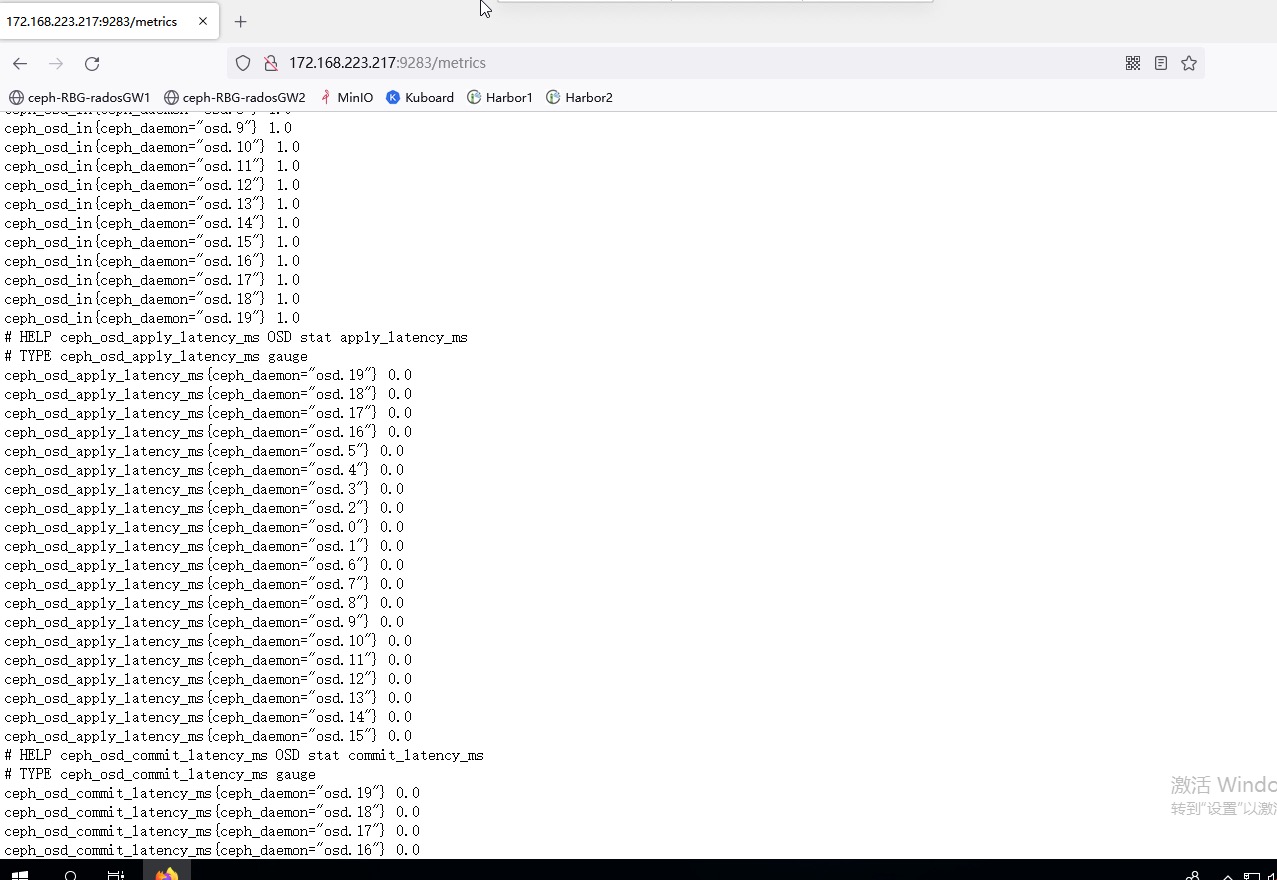 172.168.223.217:9283/metrics
172.168.223.217:9283/metrics
ceph-RBG-radosGW1 ceph-RBG-radosGW2 MinIO Kuboard Harbor1 Harbor2
ceph_osd_in{ceph_daemon="osd.9"} 1.0
ceph_osd_in{ceph_daemon="osd.10"} 1.0
ceph_osd_in{ceph_daemon="osd.11"} 1.0
ceph_osd_in{ceph_daemon="osd.12"} 1.0
ceph_osd_in{ceph_daemon="osd.13"} 1.0
ceph_osd_in{ceph_daemon="osd.14"} 1.0
ceph_osd_in{ceph_daemon="osd.15"} 1.0
ceph_osd_in{ceph_daemon="osd.16"} 1.0
ceph_osd_in{ceph_daemon="osd.17"} 1.0
ceph_osd_in{ceph_daemon="osd.18"} 1.0
ceph_osd_in{ceph_daemon="osd.19"} 1.0
# HELP ceph_osd_apply_latency_ms OSD stat apply_latency_ms
# TYPE ceph_osd_apply_latency_ms gauge
ceph_osd_apply_latency_ms{ceph_daemon="osd.19"} 0.0
ceph_osd_apply_latency_ms{ceph_daemon="osd.18"} 0.0
ceph_osd_apply_latency_ms{ceph_daemon="osd.17"} 0.0
ceph_osd_apply_latency_ms{ceph_daemon="osd.16"} 0.0
ceph_osd_apply_latency_ms{ceph_daemon="osd.5"} 0.0
ceph_osd_apply_latency_ms{ceph_daemon="osd.4"} 0.0
ceph_osd_apply_latency_ms{ceph_daemon="osd.3"} 0.0
ceph_osd_apply_latency_ms{ceph_daemon="osd.2"} 0.0
ceph_osd_apply_latency_ms{ceph_daemon="osd.0"} 0.0
ceph_osd_apply_latency_ms{ceph_daemon="osd.1"} 0.0
ceph_osd_apply_latency_ms{ceph_daemon="osd.6"} 0.0
ceph_osd_apply_latency_ms{ceph_daemon="osd.7"} 0.0
ceph_osd_apply_latency_ms{ceph_daemon="osd.8"} 0.0
ceph_osd_apply_latency_ms{ceph_daemon="osd.9"} 0.0
ceph_osd_apply_latency_ms{ceph_daemon="osd.10"} 0.0
ceph_osd_apply_latency_ms{ceph_daemon="osd.11"} 0.0
ceph_osd_apply_latency_ms{ceph_daemon="osd.12"} 0.0
ceph_osd_apply_latency_ms{ceph_daemon="osd.13"} 0.0
ceph_osd_apply_latency_ms{ceph_daemon="osd.14"} 0.0
ceph_osd_apply_latency_ms{ceph_daemon="osd.15"} 0.0
# HELP ceph_osd_commit_latency_ms OSD stat commit_latency_ms
# TYPE ceph_osd_commit_latency_ms gauge
ceph_osd_commit_latency_ms{ceph_daemon="osd.19"} 0.0
ceph_osd_commit_latency_ms{ceph_daemon="osd.18"} 0.0
ceph_osd_commit_latency_ms{ceph_daemon="osd.17"} 0.0
ceph_osd_commit_latency_ms{ceph_daemon="osd.16"} 0.0
激活 Windo
转到"设置"以激